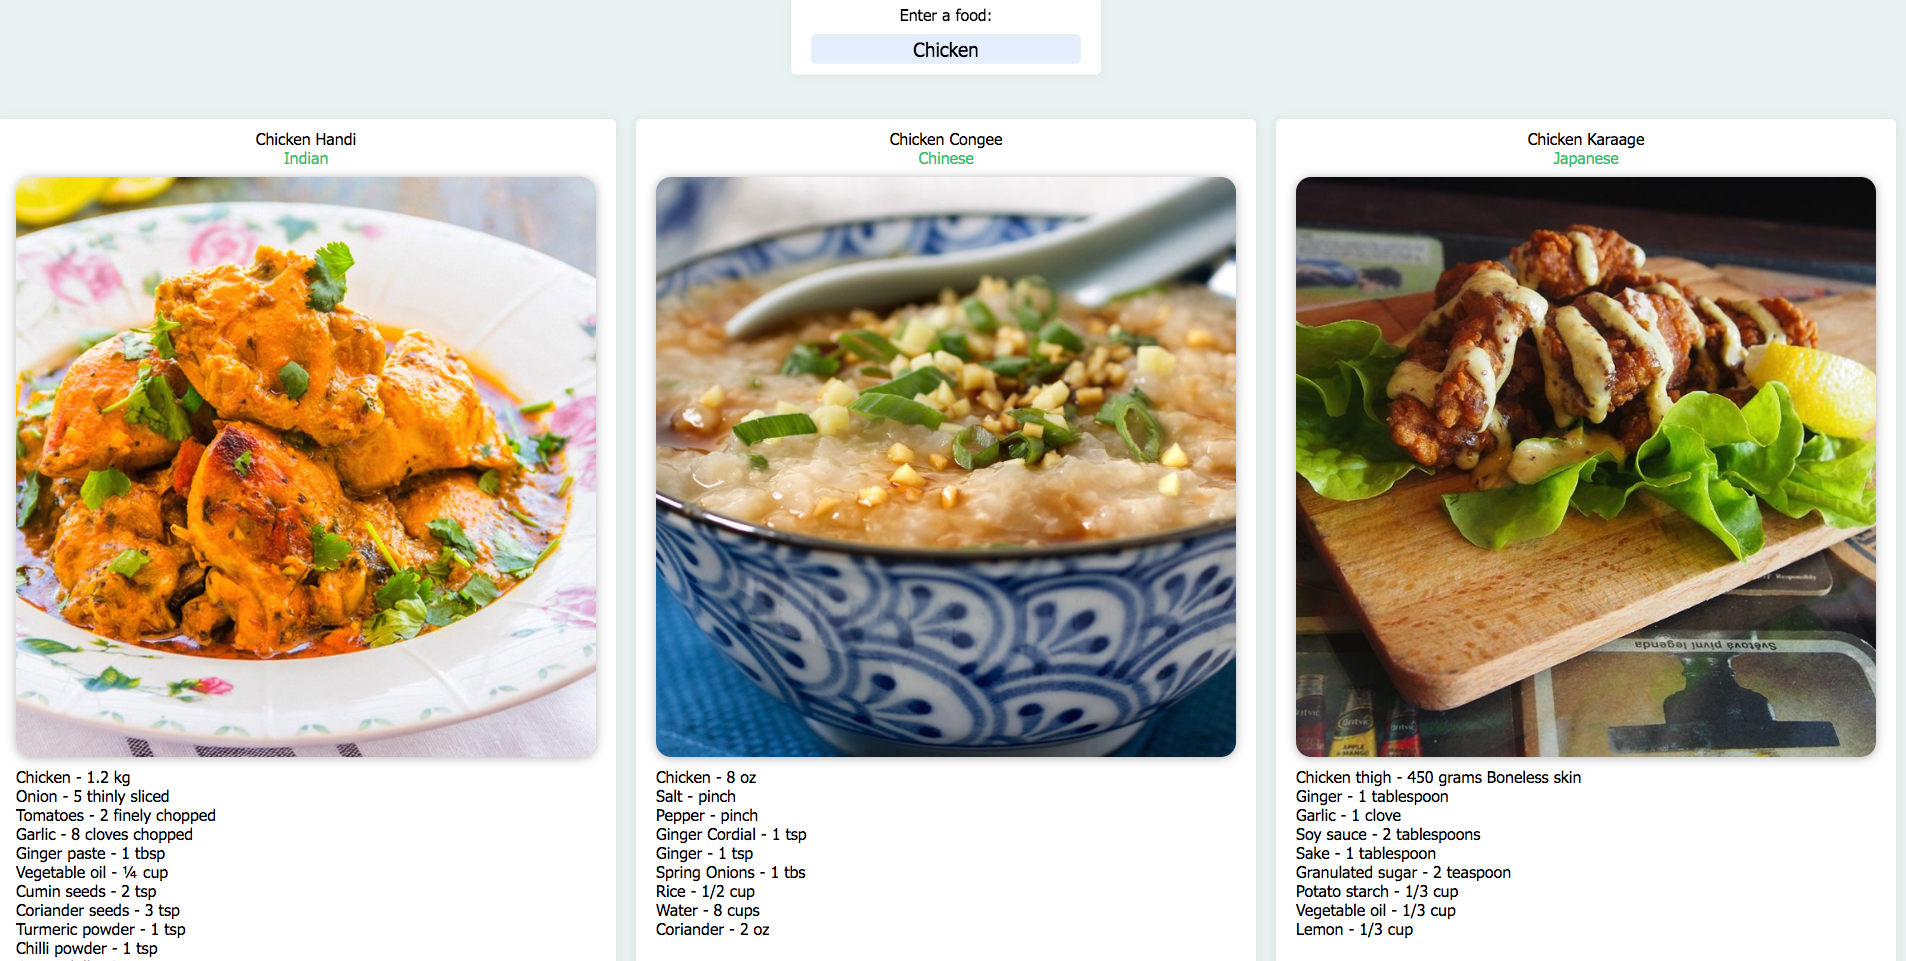 Enter a food:
Chicken
Chicken Handi
Indian
Chicken - 1.2 kg
Onion - 5 thinly sliced
Tomatoes - 2 finely chopped
Garlic - 8 cloves chopped
Ginger paste - 1 tbsp
Vegetable oil - ¼ cup
Cumin seeds - 2 tsp
Coriander seeds - 3 tsp
Turmeric powder - 1 tsp
Chilli powder - 1 tsp
Chicken Congee
Chinese
Chicken - 8 oz
Salt - pinch
Pepper - pinch
Ginger Cordial - 1 tsp
Ginger - 1 tsp
Spring Onions - 1 tbs
Rice - 1/2 cup
Water - 8 cups
Coriander - 2 oz
Chicken Karaage
Japanese
Světová pivní legenda
Britvic
APPLE
& MANGO
Chicken thigh - 450 grams Boneless skin
Ginger - 1 tablespoon
Garlic - 1 clove
Soy sauce - 2 tablespoons
Sake - 1 tablespoon
Granulated sugar - 2 teaspoon
Potato starch - 1/3 cup
Vegetable oil - 1/3 cup
Lemon - 1/3 cup